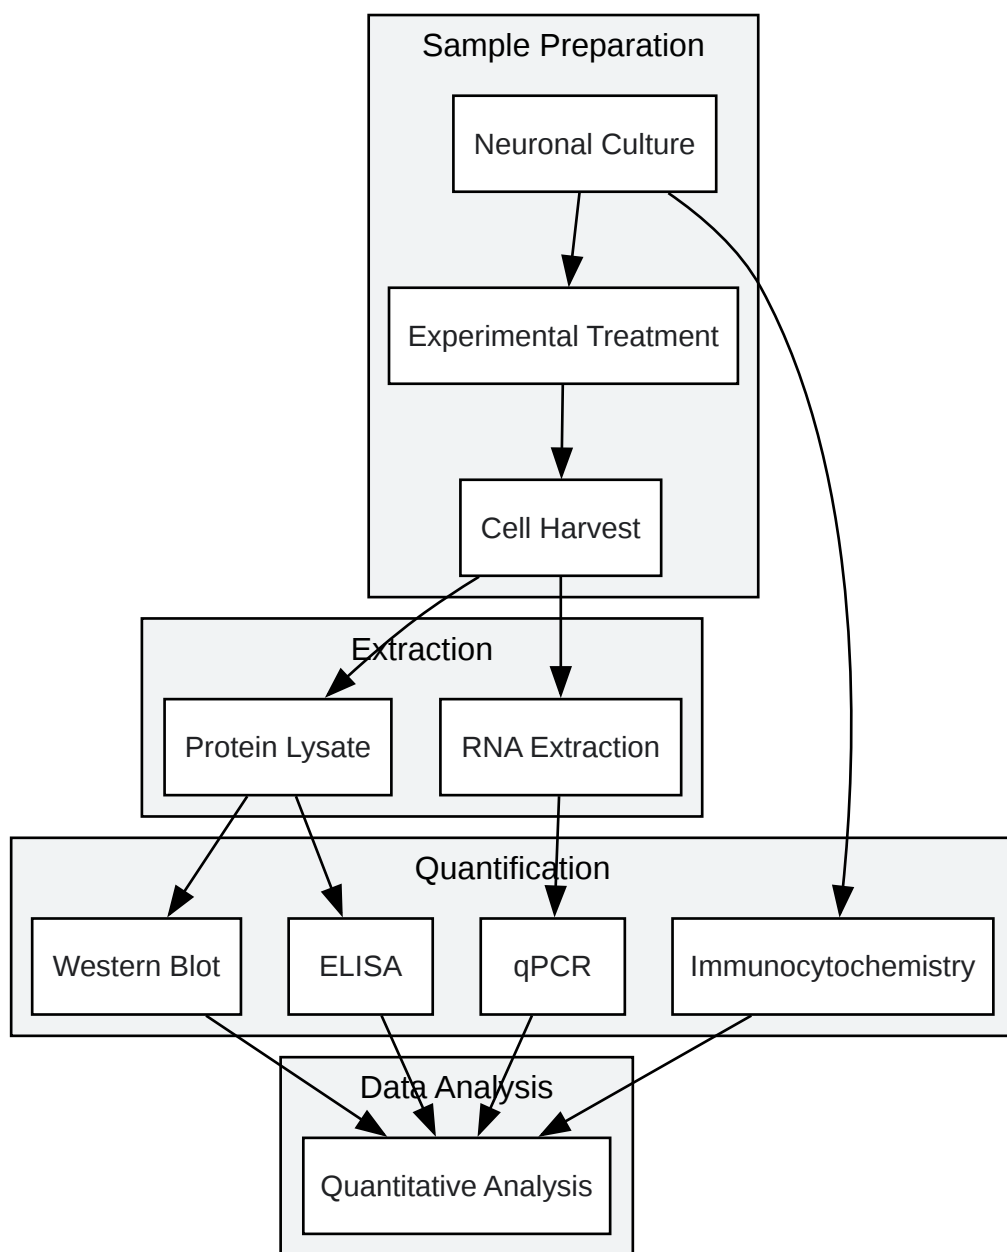 Sample Preparation
Neuronal Culture
Experimental Treatment
Cell Harvest
Extraction
Protein Lysate
RNA Extraction
Quantification
Western Blot
ELISA
qPCR
Immunocytochemistry
Data Analysis
Quantitative Analysis